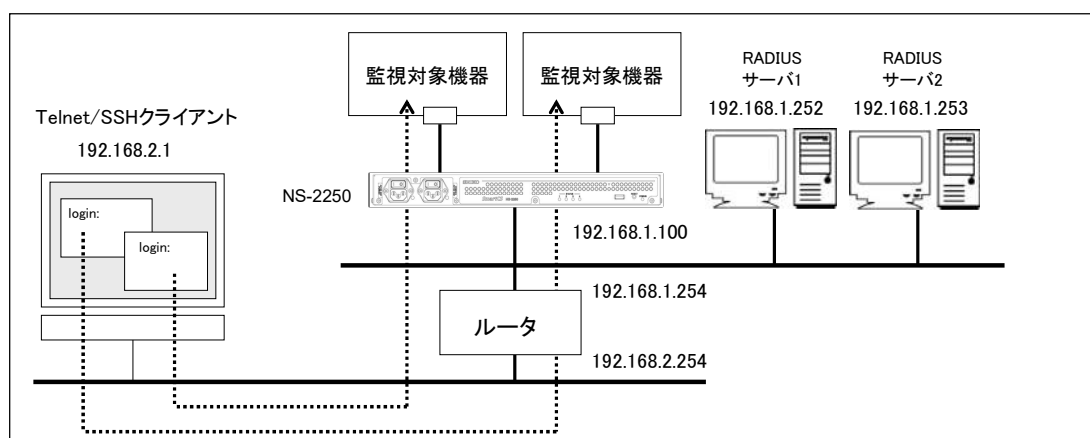 監視対象機器
監視対象機器
RADIUS
サーバ1
192.168.1.252
RADIUS
サーバ2
192.168.1.253
Telnet/SSHクライアント
192.168.2.1
login:
login:
NS-2250
192.168.1.100
192.168.1.254
ルータ
192.168.2.254